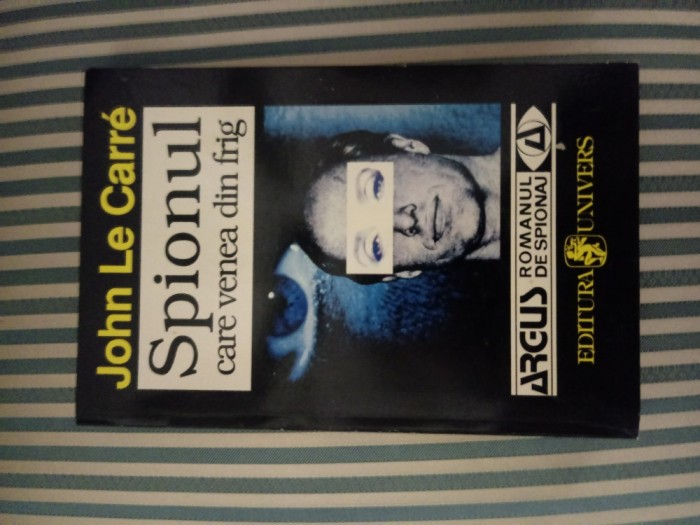 John Le Carré
Spionul
care venea din frig
ARGUS
ROMANUL
DE SPIONAJ
EDITURA UNIVERS